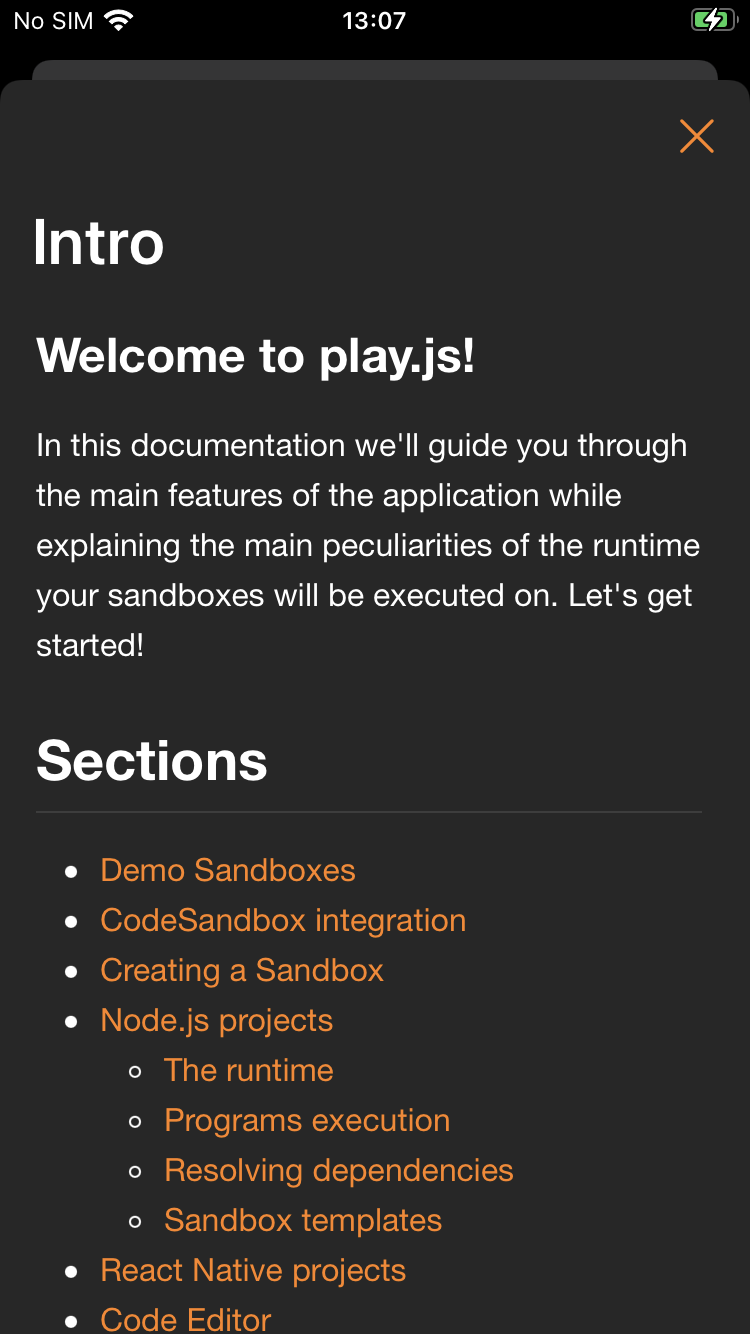 No SIM 13:07
Intro
Welcome to play.js!
In this documentation we'll guide you through
the main features of the application while
explaining the main peculiarities of the runtime
your sandboxes will be executed on. Let's get
started!
Sections
Demo Sandboxes
CodeSandbox integration
Creating a Sandbox
Node.js projects
The runtime
Programs execution
Resolving dependencies
Sandbox templates
React Native projects
Code Editor